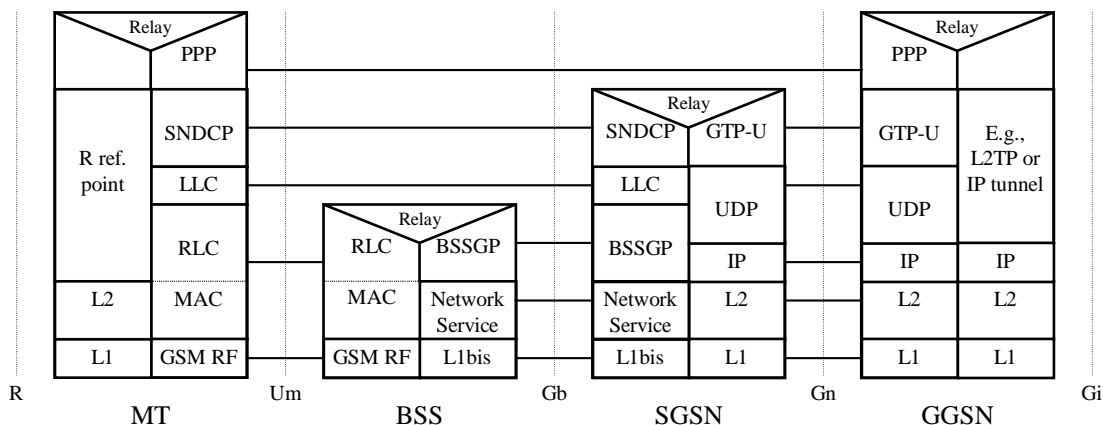 Relay
Relay
PPP
PPP
Relay
SNDCP
SNDCP
GTP-U
GTP-U
E.g.,
L2TP or
IP tunnel
R ref.
point
LLC
LLC
Relay
UDP
UDP
RLC
RLC
BSSGP
BSSGP
IP
IP
IP
L2
MAC
MAC
Network
Service
Network
Service
L2
L2
L2
L1
GSM RF
GSM RF
L1bis
L1bis
L1
L1
L1
R
Um
Gb
Gn
Gi
MT
BSS
SGSN
GGSN